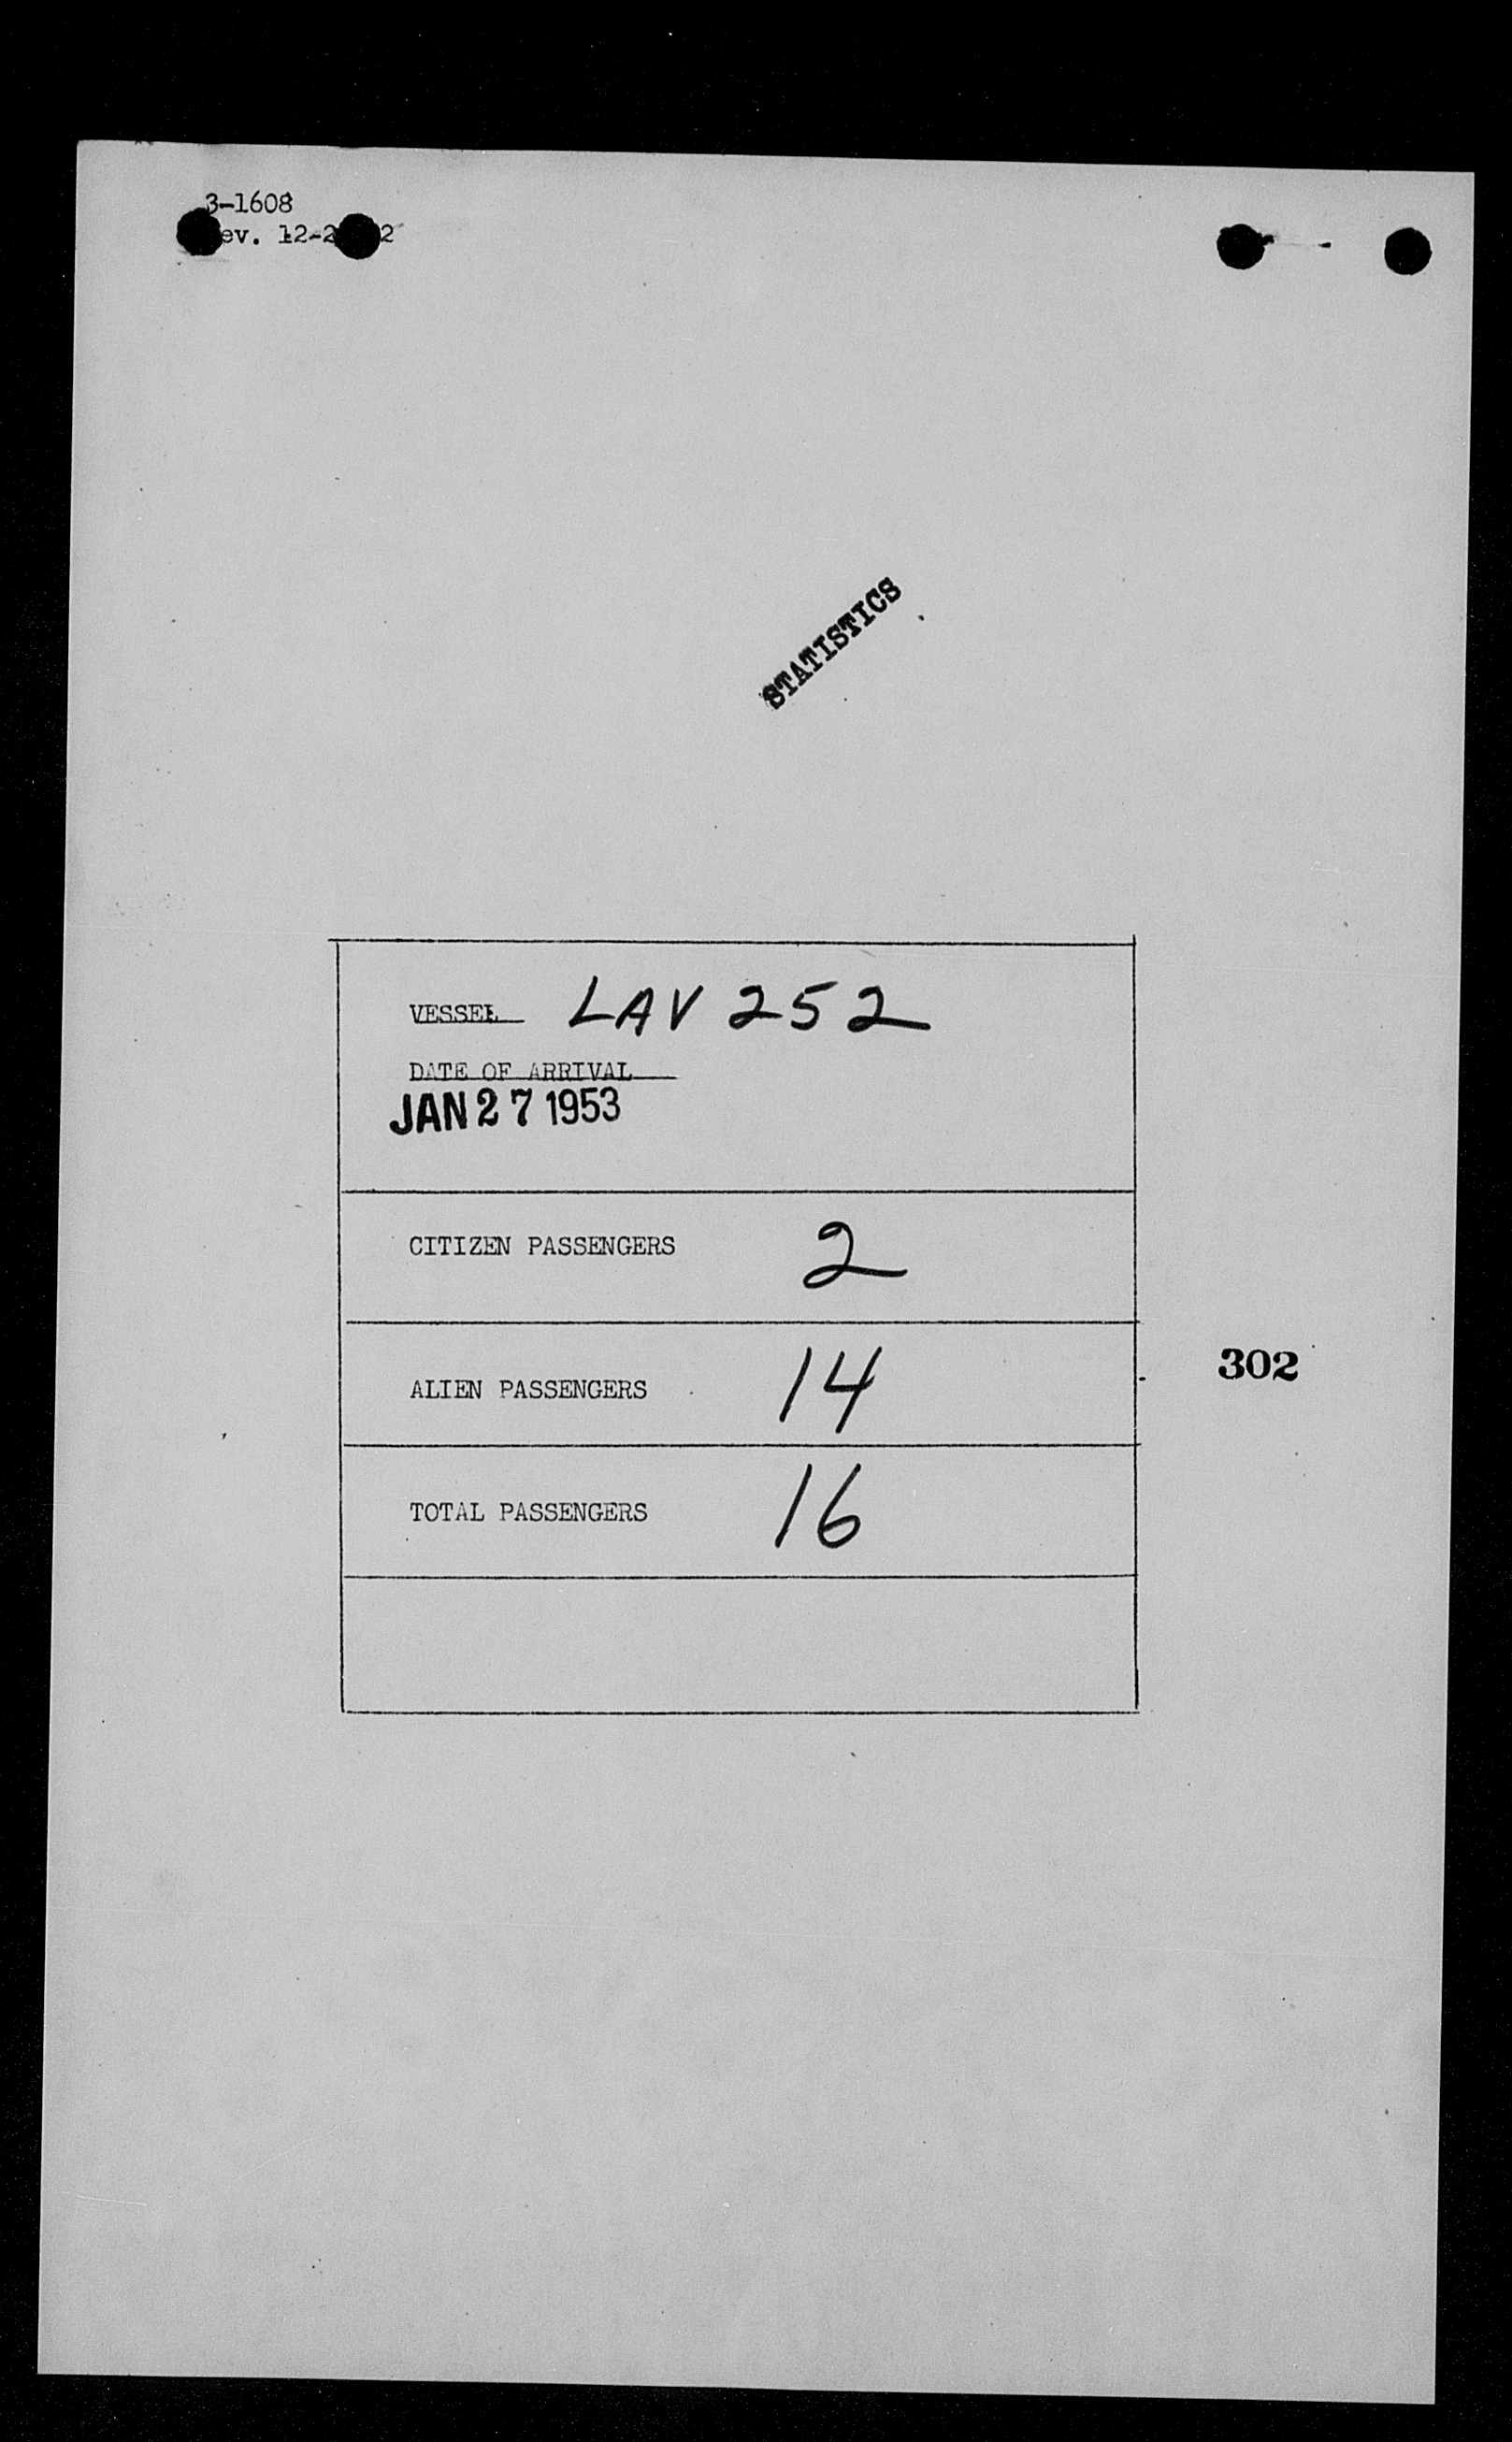 3-1608
ev. 12-2 2
STATISTICS
VESSEL LAV 252
DATE OF ARRIVAL
JAN 27 1953
CITIZEN PASSENGERS 2
ALIEN PASSENGERS 14
302
TOTAL PASSENGERS 16